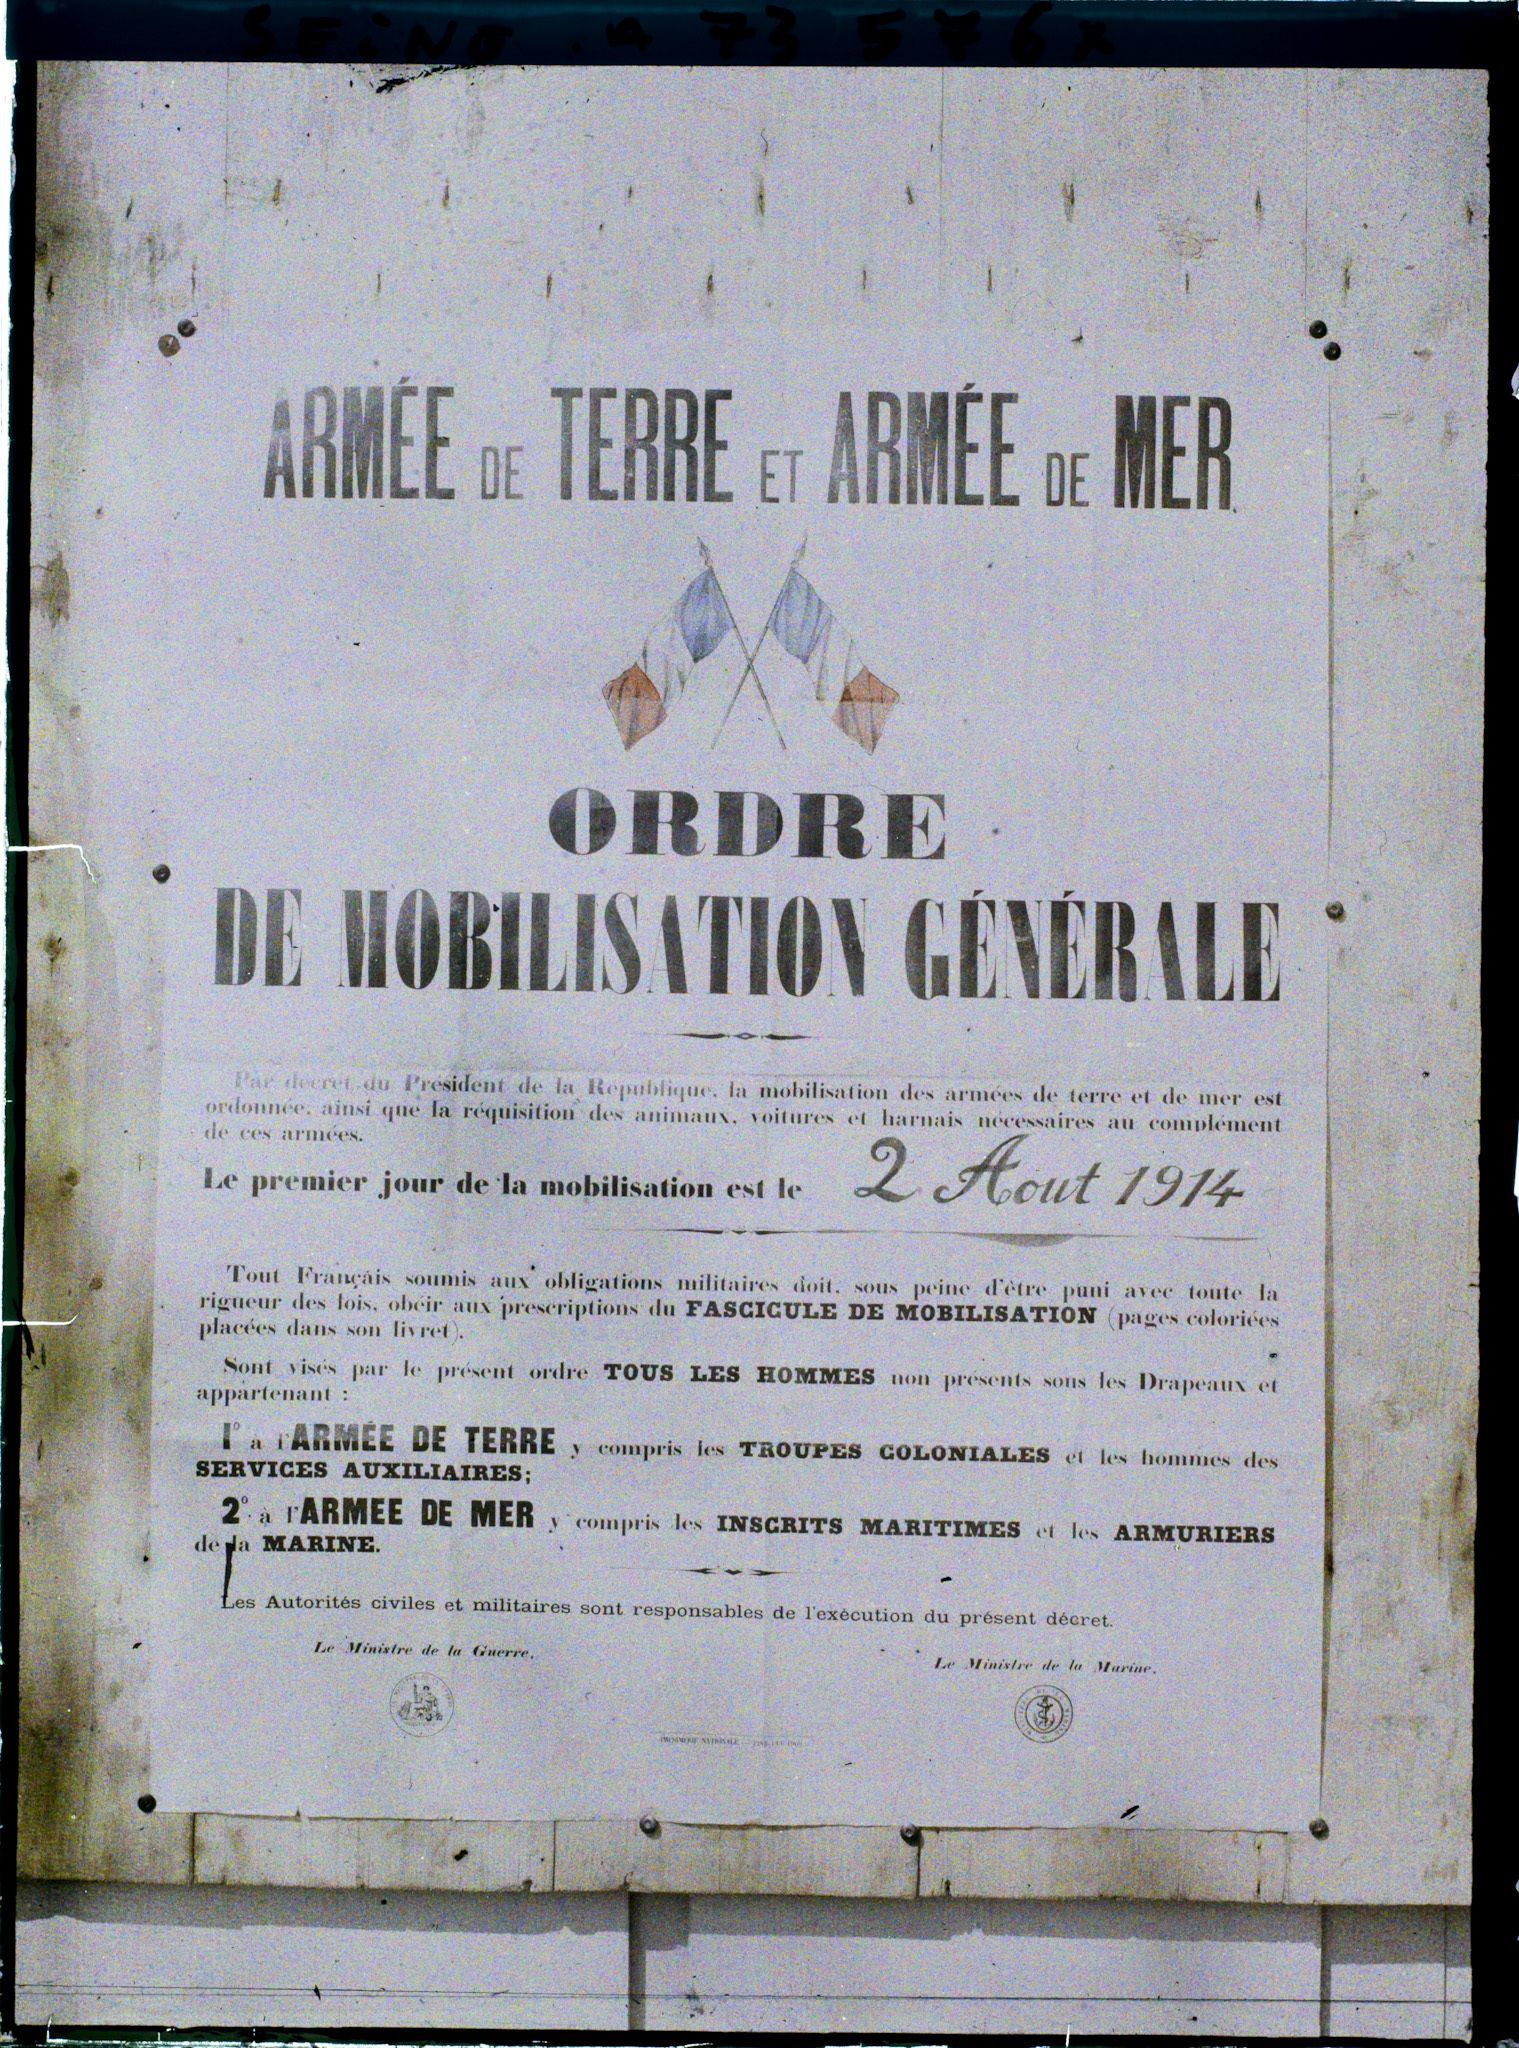 SEINE . A 73 576 X
ARMÉE DE TERRE ET ARMÉE DE MER.
ORDRE
DE MOBILISATION GÉNÉRALE
Par décret du Président de la République, la mobilisation des armées de terre et de mer est
ordonnée, ainsi que la réquisition des animaux, voitures et harnais nécessaires au complément
de ces armées.
Le premier jour de la mobilisation est le 2 Aout 1914
Tout Français soumis aux obligations militaires doit, sous peine d'être puni avec toute la
rigueur des lois, obéir aux prescriptions du FASCICULE DE MOBILISATION (pages coloriées
placées dans son livret).
Sont visés par le présent ordre TOUS LES HOMMES non présents sous les Drapeaux et
appartenant :
1° à l'ARMÉE DE TERRE y compris les TROUPES COLONIALES et les hommes des
SERVICES AUXILIAIRES;
2° à l'ARMEE DE MER y compris les INSCRITS MARITIMES et les ARMURIERS
de la MARINE.
Les Autorités civiles et militaires sont responsables de l'exécution du présent décret.
Le Ministre de la Guerre,
Le Ministre de la Marine,
IMPRIMERIE NATIONALE